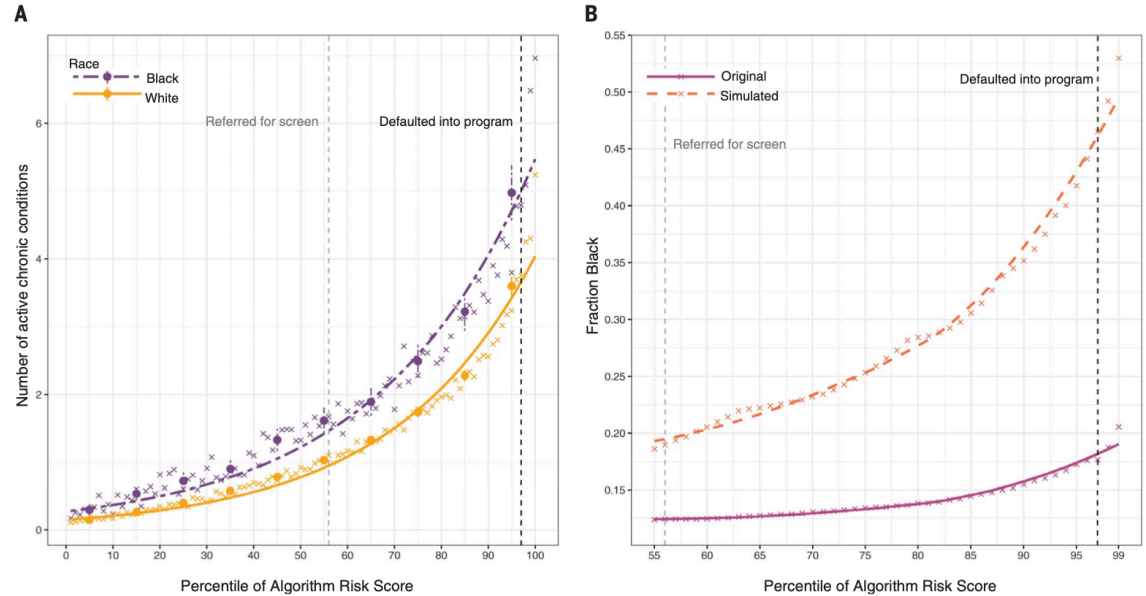 A
Race
Black
White
Referred for screen
Defaulted into program
Number of active chronic conditions
6
4
2
0
0 10 20 30 40 50 60 70 80 90 100
Percentile of Algorithm Risk Score
B
Original
Simulated
Defaulted into program
Referred for screen
Fraction Black
0.55
0.50
0.45
0.40
0.35
0.30
0.25
0.20
0.15
55 60 65 70 75 80 85 90 95 99
Percentile of Algorithm Risk Score